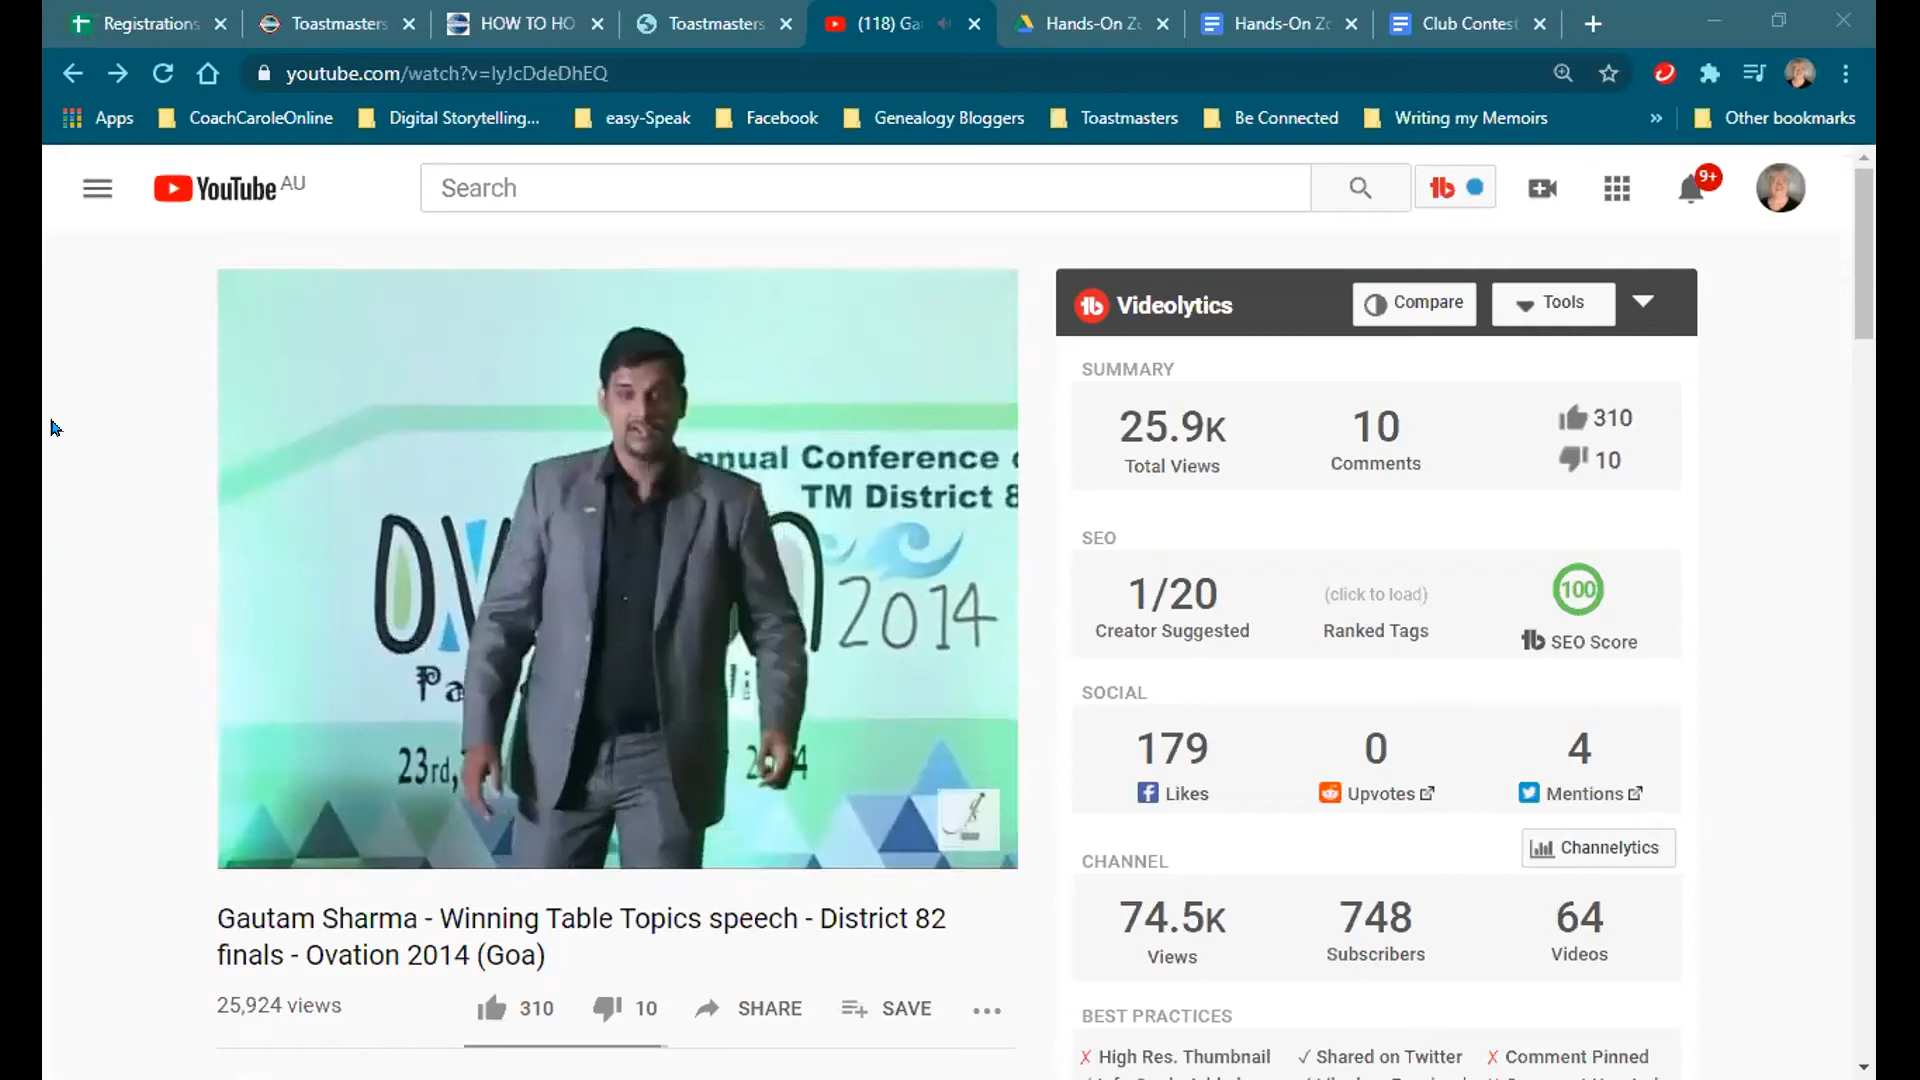 Registrations
Toastmasters
HOW TO HO
Toastmasters
(118) Ga
Hands-On Zo
Hands-On Zo
Club Contest
youtube.com/watch?v=IyJcDdeDhEQ
Apps
CoachCaroleOnline
Digital Storytelling...
easy-Speak
Facebook
Genealogy Bloggers
Toastmasters
Be Connected
Writing my Memoirs
»
Other bookmarks
YouTube AU
Search
9+
Annual Conference
TM District 8
2014
23rd,
Videolytics
Compare
Tools
SUMMARY
25.9K
Total Views
10
Comments
310
10
SEO
1/20
Creator Suggested
(click to load)
Ranked Tags
100
SEO Score
SOCIAL
179
Likes
0
Upvotes
4
Mentions
CHANNEL
Channelytics
74.5K
Views
748
Subscribers
64
Videos
BEST PRACTICES
High Res. Thumbnail
Shared on Twitter
Comment Pinned
Gautam Sharma - Winning Table Topics speech - District 82
finals - Ovation 2014 (Goa)
25,924 views
310
10
SHARE
SAVE